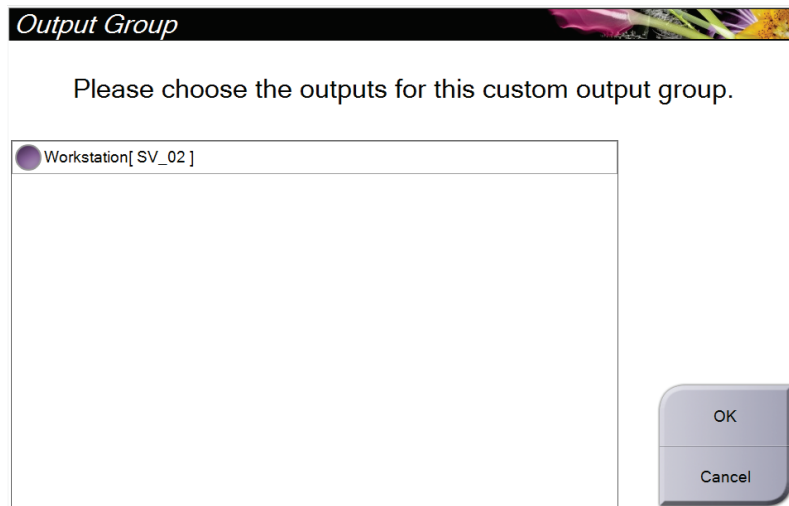 Output Group
Please choose the outputs for this custom output group.
Workstation[ SV_02 ]
OK
Cancel